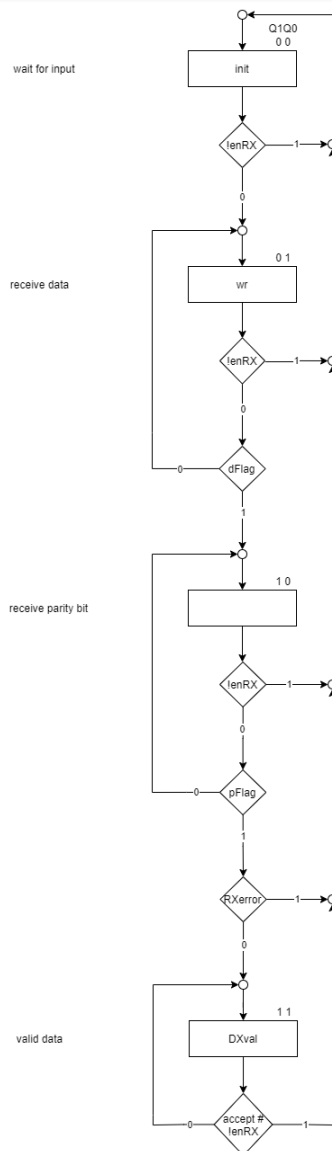 Q1Q0
0 0
wait for input
init
!enRX
1
0
0 1
receive data
wr
!enRX
1
0
dFlag
0
1
1 0
receive parity bit
!enRX
1
0
pFlag
0
1
RXerror
1
0
1 1
valid data
DXval
accept #
!enRX
0
1